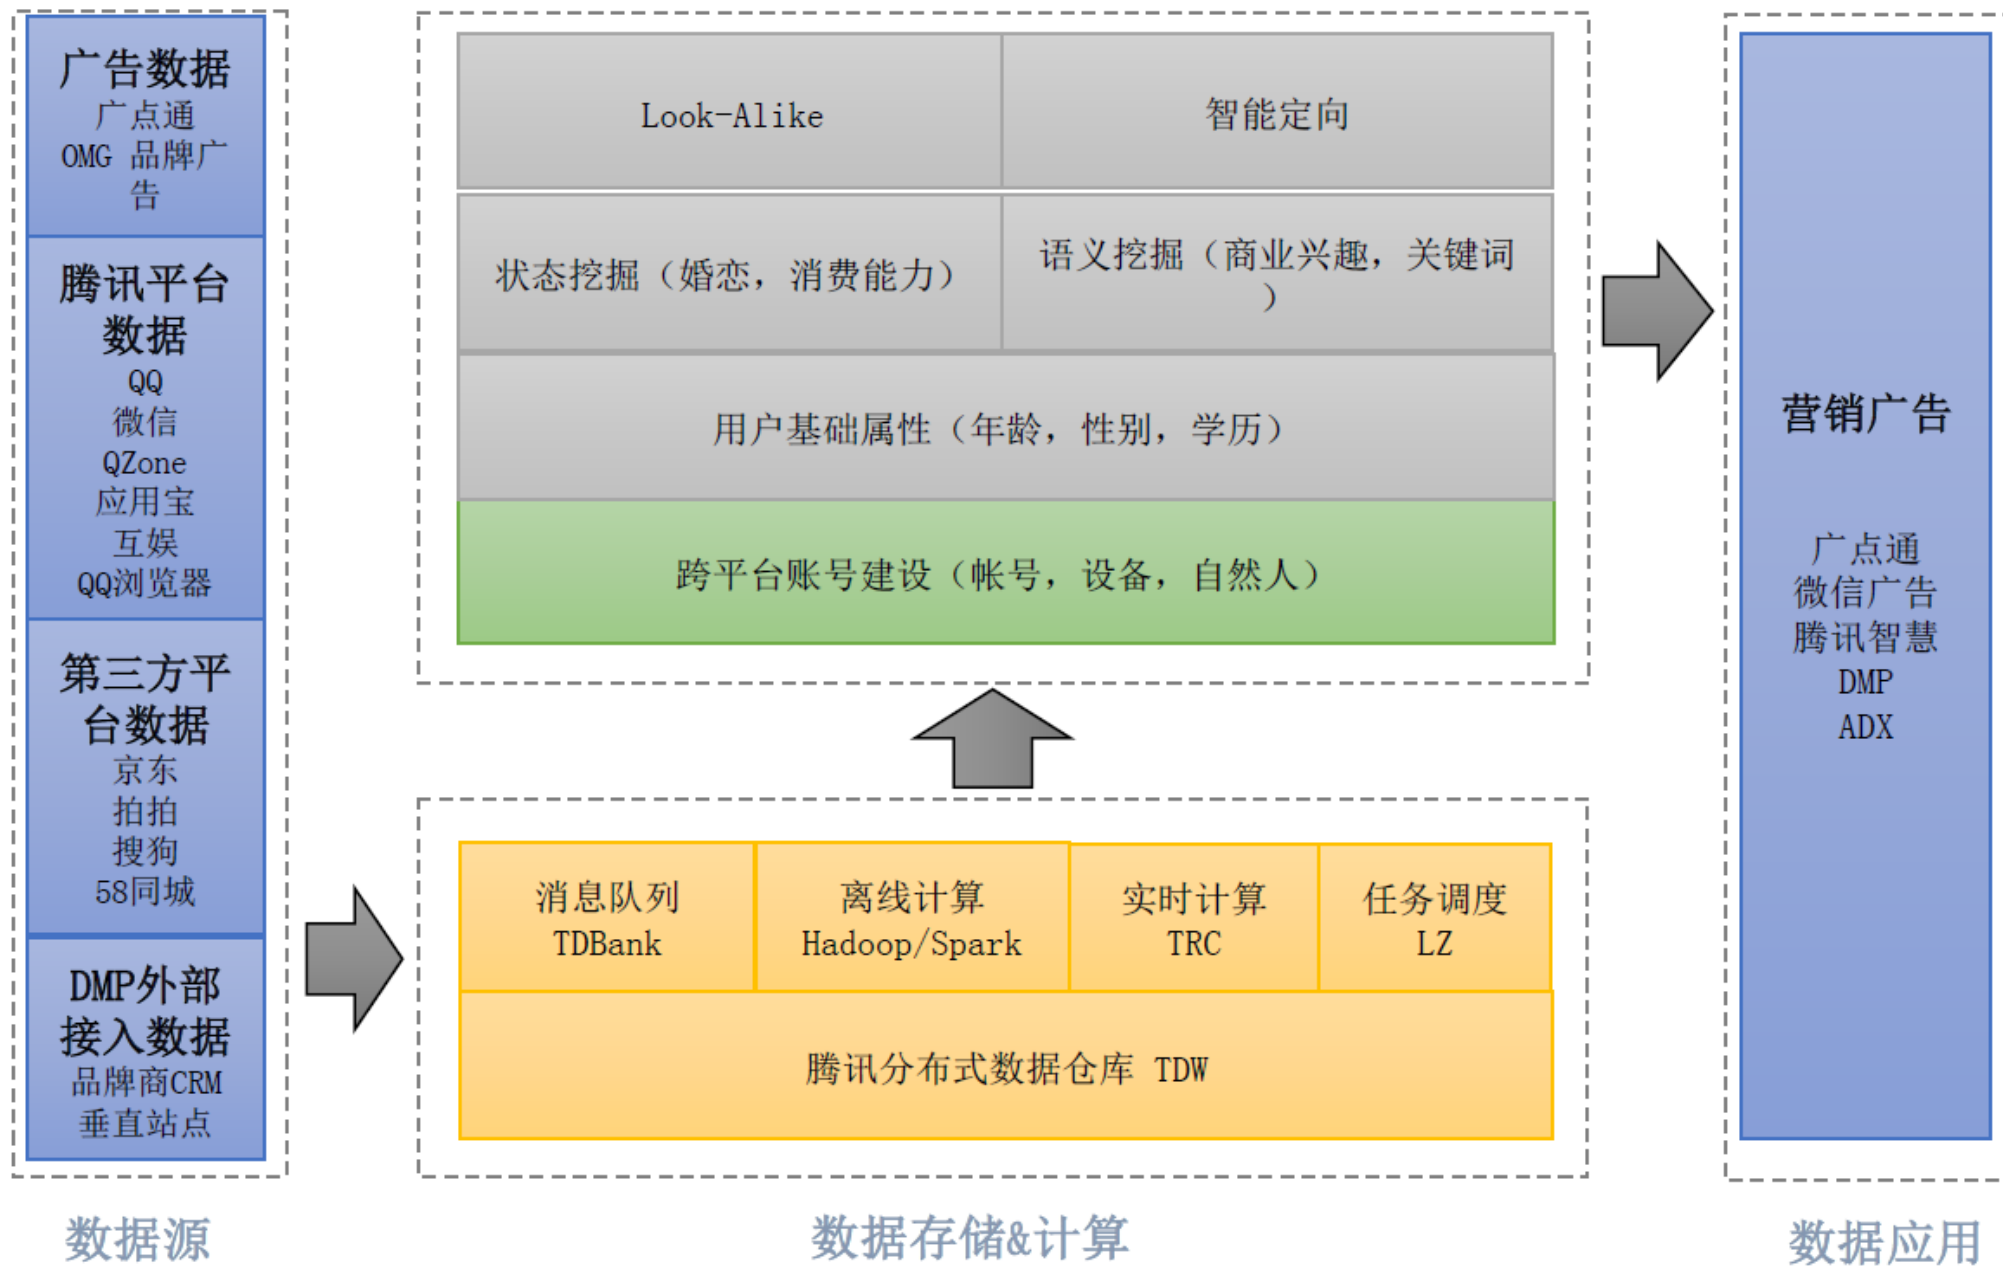 广告数据
广点通
OMG 品牌广
告
腾讯平台
数据
QQ
微信
QZone
应用宝
互娱
QQ浏览器
第三方平
台数据
京东
拍拍
搜狗
58同城
DMP外部
接入数据
品牌商CRM
垂直站点
数据源
Look-Alike
智能定向
状态挖掘（婚恋，消费能力）
语义挖掘（商业兴趣，关键词
）
用户基础属性（年龄，性别，学历）
跨平台账号建设（帐号，设备，自然人）
消息队列
TDBank
离线计算
Hadoop/Spark
实时计算
TRC
任务调度
LZ
腾讯分布式数据仓库 TDW
数据存储&计算
营销广告
广点通
微信广告
腾讯智慧
DMP
ADX
数据应用